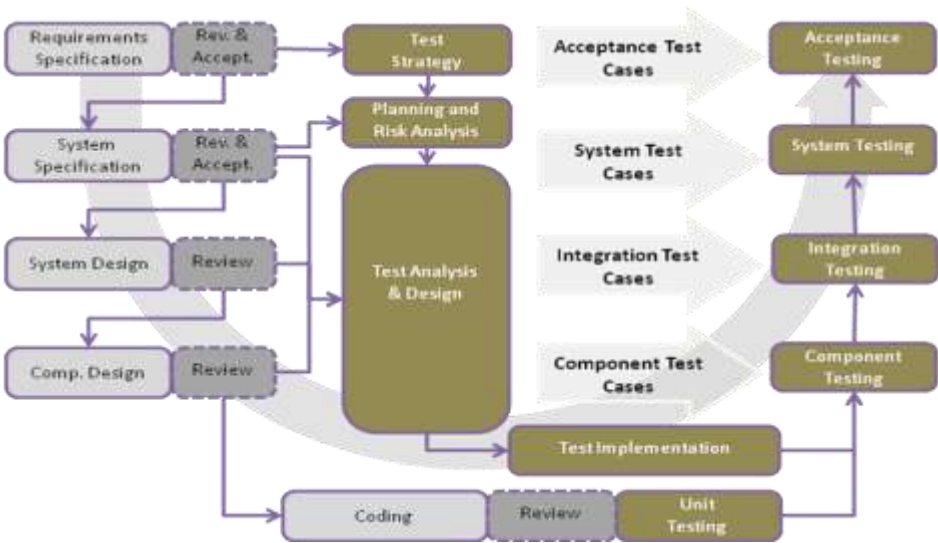 Requirements
Specification
Rev. &
Accept.
Test
Strategy
Acceptance Test
Cases
Acceptance
Testing
Planning and
Risk Analysis
System
Specification
Rev. &
Accept.
System Test
Cases
System Testing
System Design
Review
Test Analysis
& Design
Integration Test
Cases
Integration
Testing
Comp. Design
Review
Component Test
Cases
Component
Testing
Test Implementation
Coding
Review
Unit
Testing